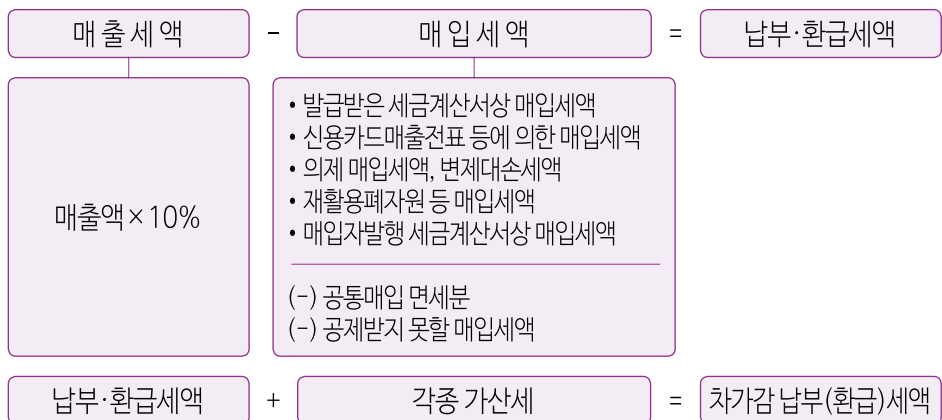 매 출 세 액 - 매 입 세 액 = 납부·환급세액
매출액×10%
• 발급받은 세금계산서상 매입세액
• 신용카드매출전표 등에 의한 매입세액
• 의제 매입세액, 변제대손세액
• 재활용폐자원 등 매입세액
• 매입자발행 세금계산서상 매입세액
(-) 공통매입 면세분
(-) 공제받지 못할 매입세액
납부·환급세액 + 각종 가산세 = 차가감 납부(환급)세액